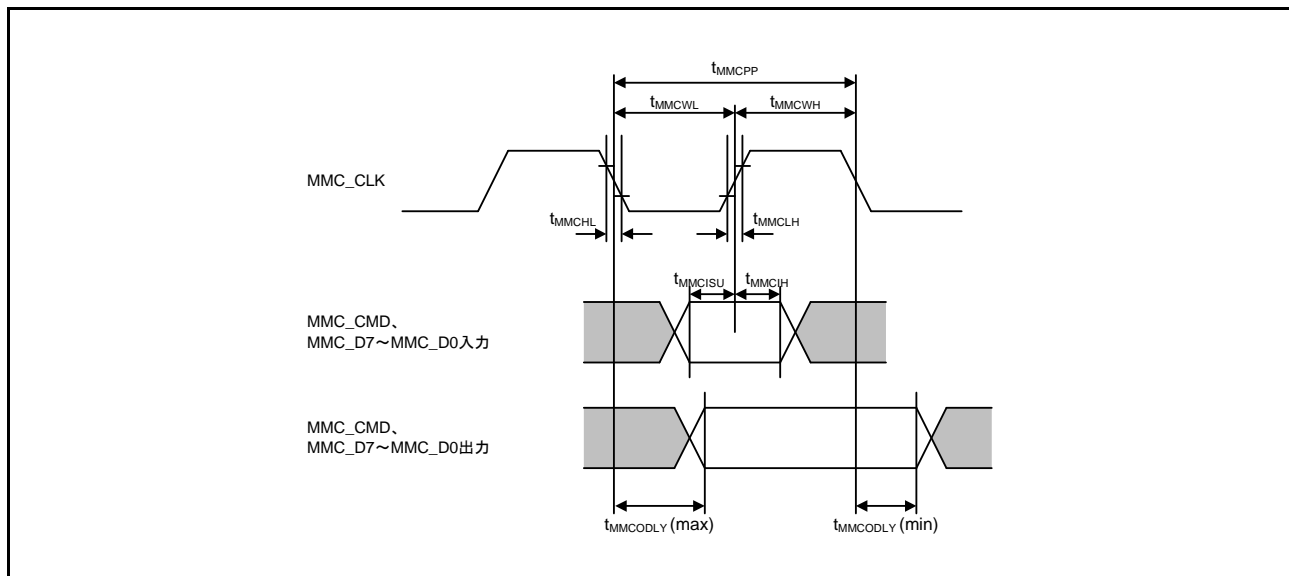 tMMCPP
tMMCWL
tMMCWH
MMC_CLK
tMMCHL
tMMCLH
tMMCISU
tMMCIH
MMC_CMD、
MMC_D7～MMC_D0入力
MMC_CMD、
MMC_D7～MMC_D0出力
tMMCODLY (max)
tMMCODLY (min)